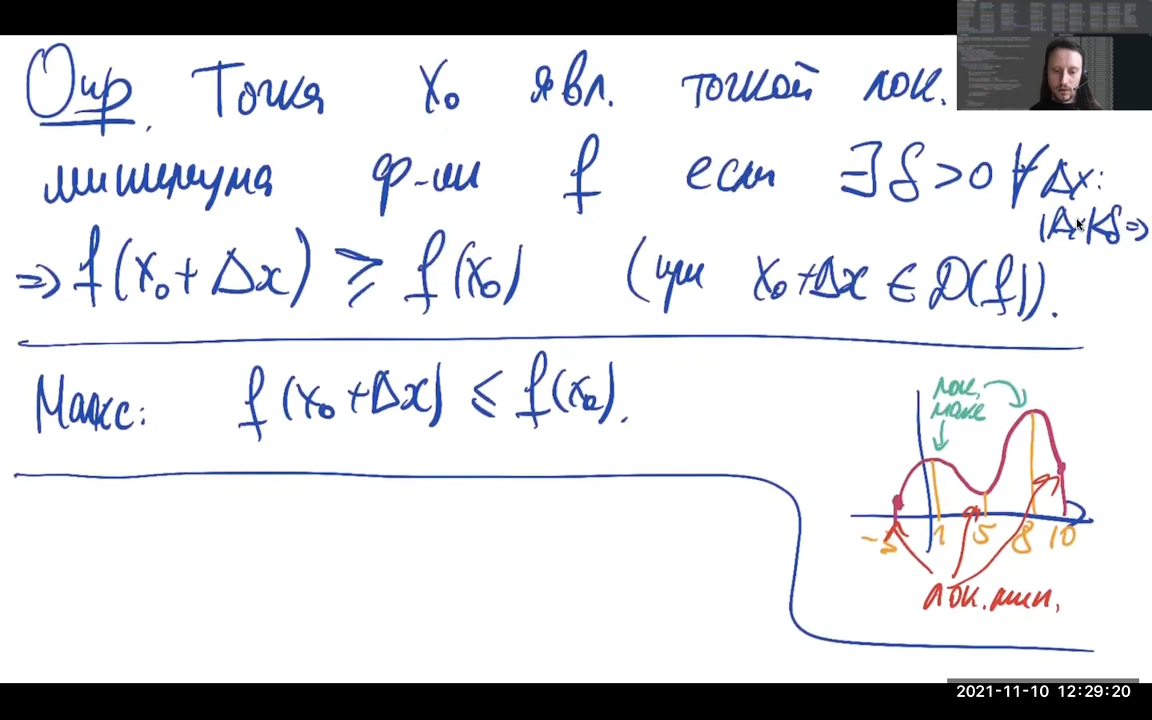 Опр. Точка x₀ явл. точкой лок.
минимума ф-ии f если ∃ δ > 0 ∀ Δx:
|Δx|<δ ⇒
⇒ f(x₀ + Δx) ⩾ f(x₀) (при x₀+Δx ∈ D(f)).
Макс: f(x₀+Δx) ⩽ f(x₀).
лок.
макс
1 5 8 10
лок. мин.
2021-11-10 12:29:20